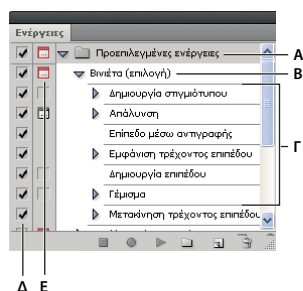 Ενέργειες
Προεπιλεγμένες ενέργειες
Α
Βινιέτα (επιλογή)
Β
Δημιουργία στιγμιότυπου
Απάλυνση
Επίπεδο μέσω αντιγραφής
Γ
Εμφάνιση τρέχοντος επιπέδου
Δημιουργία επιπέδου
Γέμισμα
Μετακίνηση τρέχοντος επιπέδου
Δ Ε